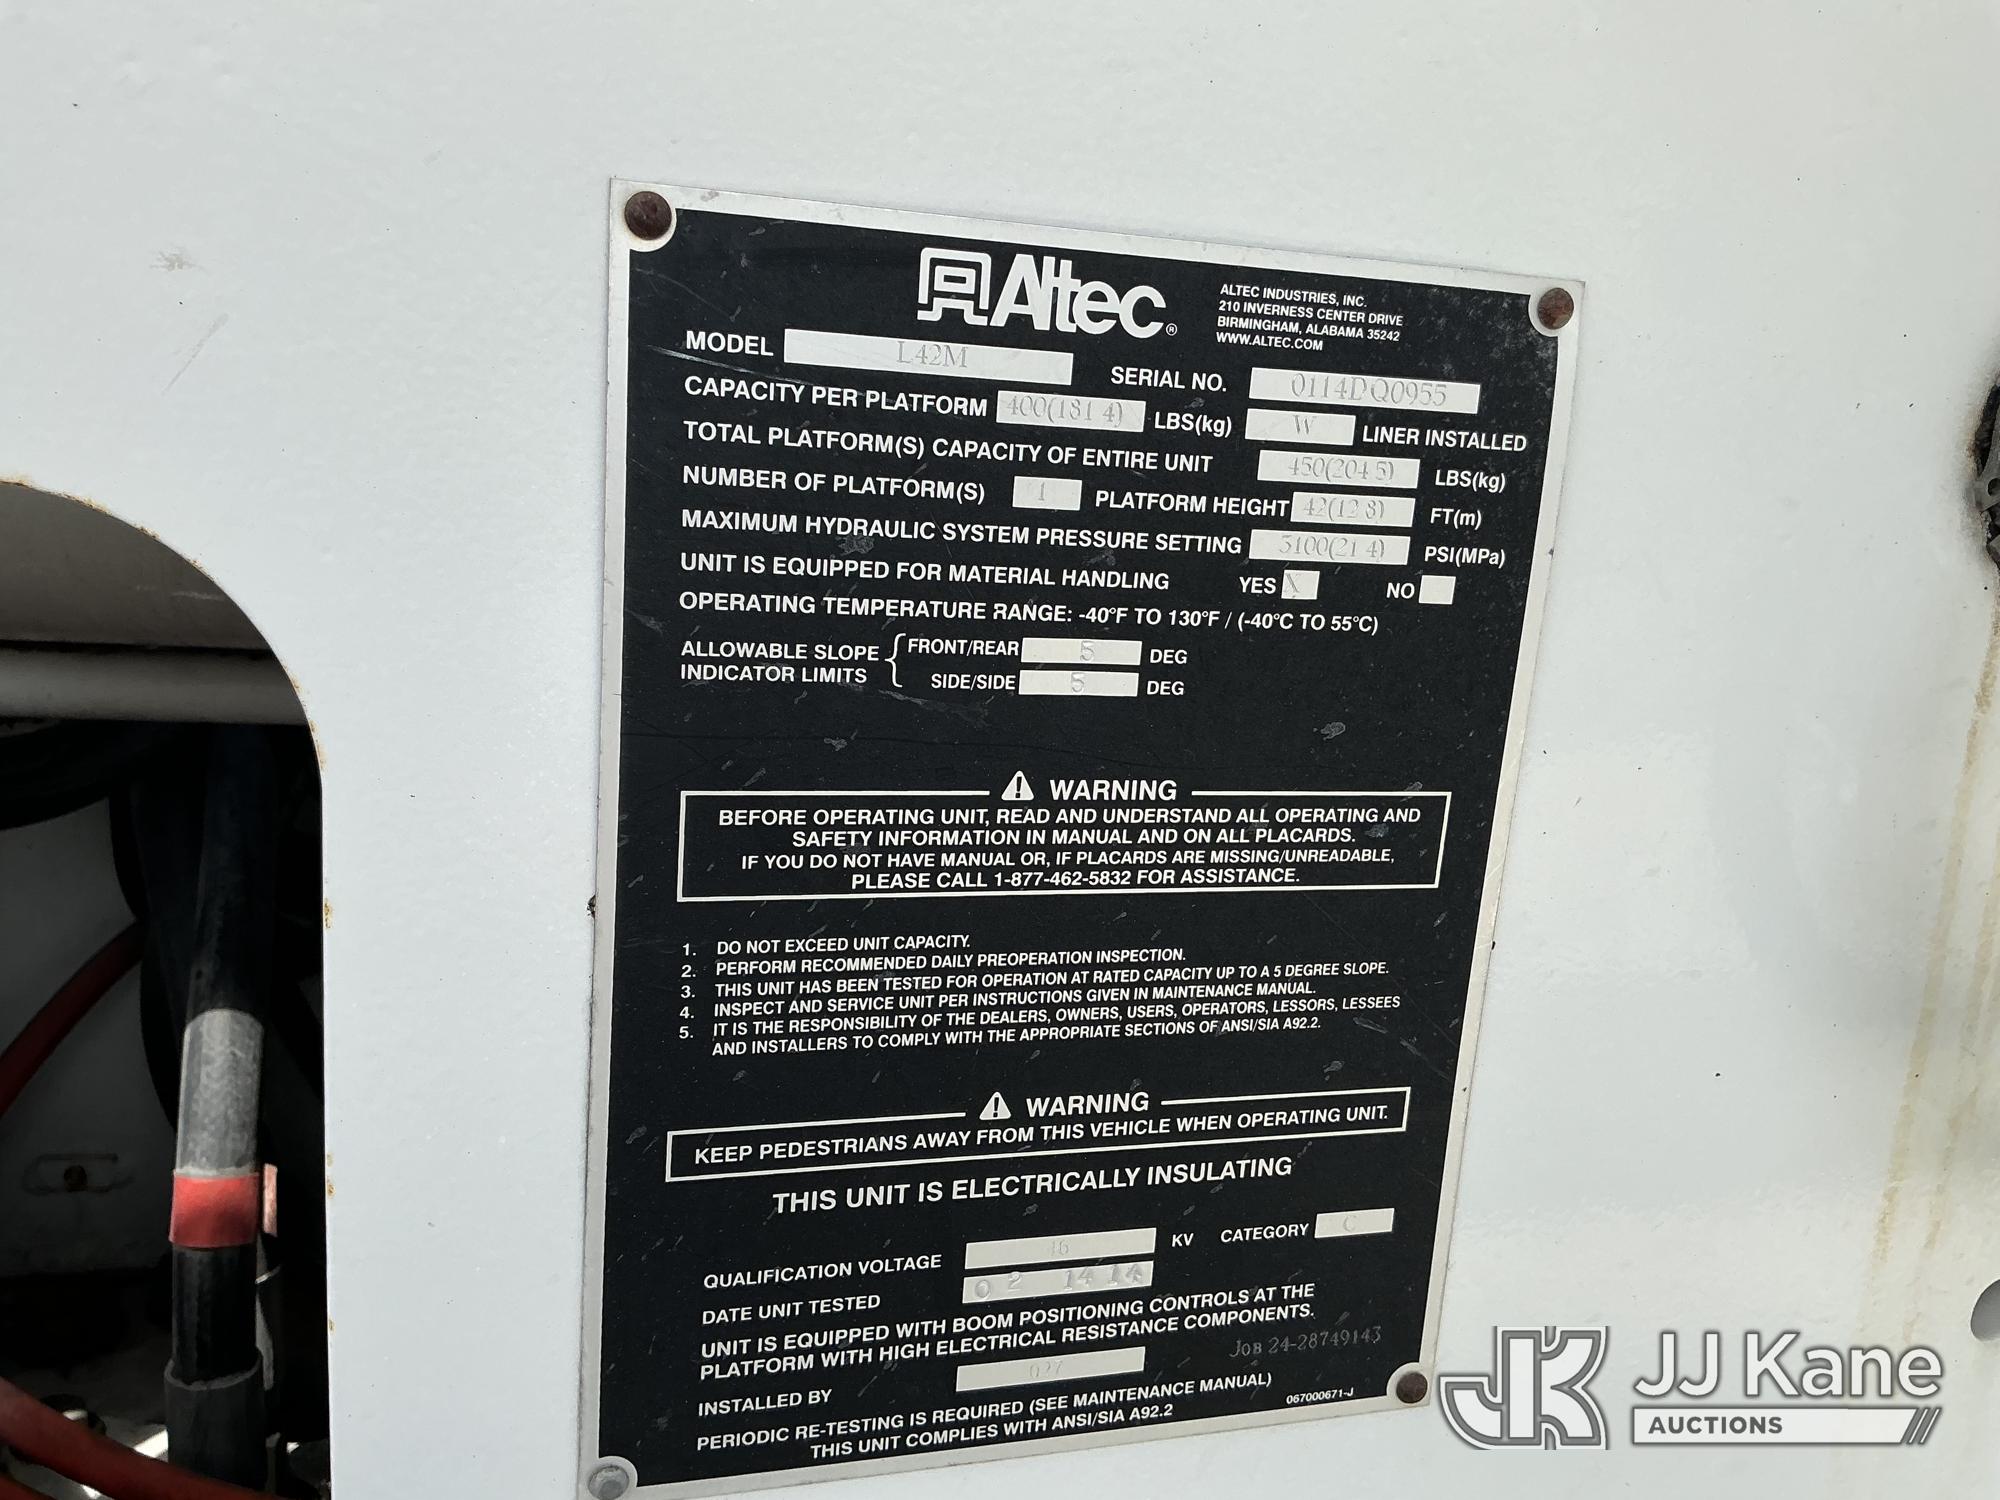 Altec®
ALTEC INDUSTRIES, INC.
210 INVERNESS CENTER DRIVE
BIRMINGHAM, ALABAMA 35242
WWW.ALTEC.COM
MODEL L42M
SERIAL NO. 0114DQ0955
CAPACITY PER PLATFORM 400(181 4) LBS(kg) W LINER INSTALLED
TOTAL PLATFORM(S) CAPACITY OF ENTIRE UNIT 450(204 5) LBS(kg)
NUMBER OF PLATFORM(S) 1 PLATFORM HEIGHT 42(12 8) FT(m)
MAXIMUM HYDRAULIC SYSTEM PRESSURE SETTING 3100(21 4) PSI(MPa)
UNIT IS EQUIPPED FOR MATERIAL HANDLING YES X NO
OPERATING TEMPERATURE RANGE: -40°F TO 130°F / (-40°C TO 55°C)
ALLOWABLE SLOPE
INDICATOR LIMITS
FRONT/REAR 5 DEG
SIDE/SIDE 5 DEG
WARNING
BEFORE OPERATING UNIT, READ AND UNDERSTAND ALL OPERATING AND
SAFETY INFORMATION IN MANUAL AND ON ALL PLACARDS.
IF YOU DO NOT HAVE MANUAL OR, IF PLACARDS ARE MISSING/UNREADABLE,
PLEASE CALL 1-877-462-5832 FOR ASSISTANCE.
1. DO NOT EXCEED UNIT CAPACITY.
2. PERFORM RECOMMENDED DAILY PREOPERATION INSPECTION.
3. THIS UNIT HAS BEEN TESTED FOR OPERATION AT RATED CAPACITY UP TO A 5 DEGREE SLOPE.
4. INSPECT AND SERVICE UNIT PER INSTRUCTIONS GIVEN IN MAINTENANCE MANUAL.
5. IT IS THE RESPONSIBILITY OF THE DEALERS, OWNERS, USERS, OPERATORS, LESSORS, LESSEES
AND INSTALLERS TO COMPLY WITH THE APPROPRIATE SECTIONS OF ANSI/SIA A92.2.
WARNING
KEEP PEDESTRIANS AWAY FROM THIS VEHICLE WHEN OPERATING UNIT.
THIS UNIT IS ELECTRICALLY INSULATING
QUALIFICATION VOLTAGE 46 KV CATEGORY C
DATE UNIT TESTED 02 14 14
UNIT IS EQUIPPED WITH BOOM POSITIONING CONTROLS AT THE
PLATFORM WITH HIGH ELECTRICAL RESISTANCE COMPONENTS.
JOB 24-28749143
INSTALLED BY 027
PERIODIC RE-TESTING IS REQUIRED (SEE MAINTENANCE MANUAL)
067000671-J
THIS UNIT COMPLIES WITH ANSI/SIA A92.2
JK
JJ Kane
AUCTIONS